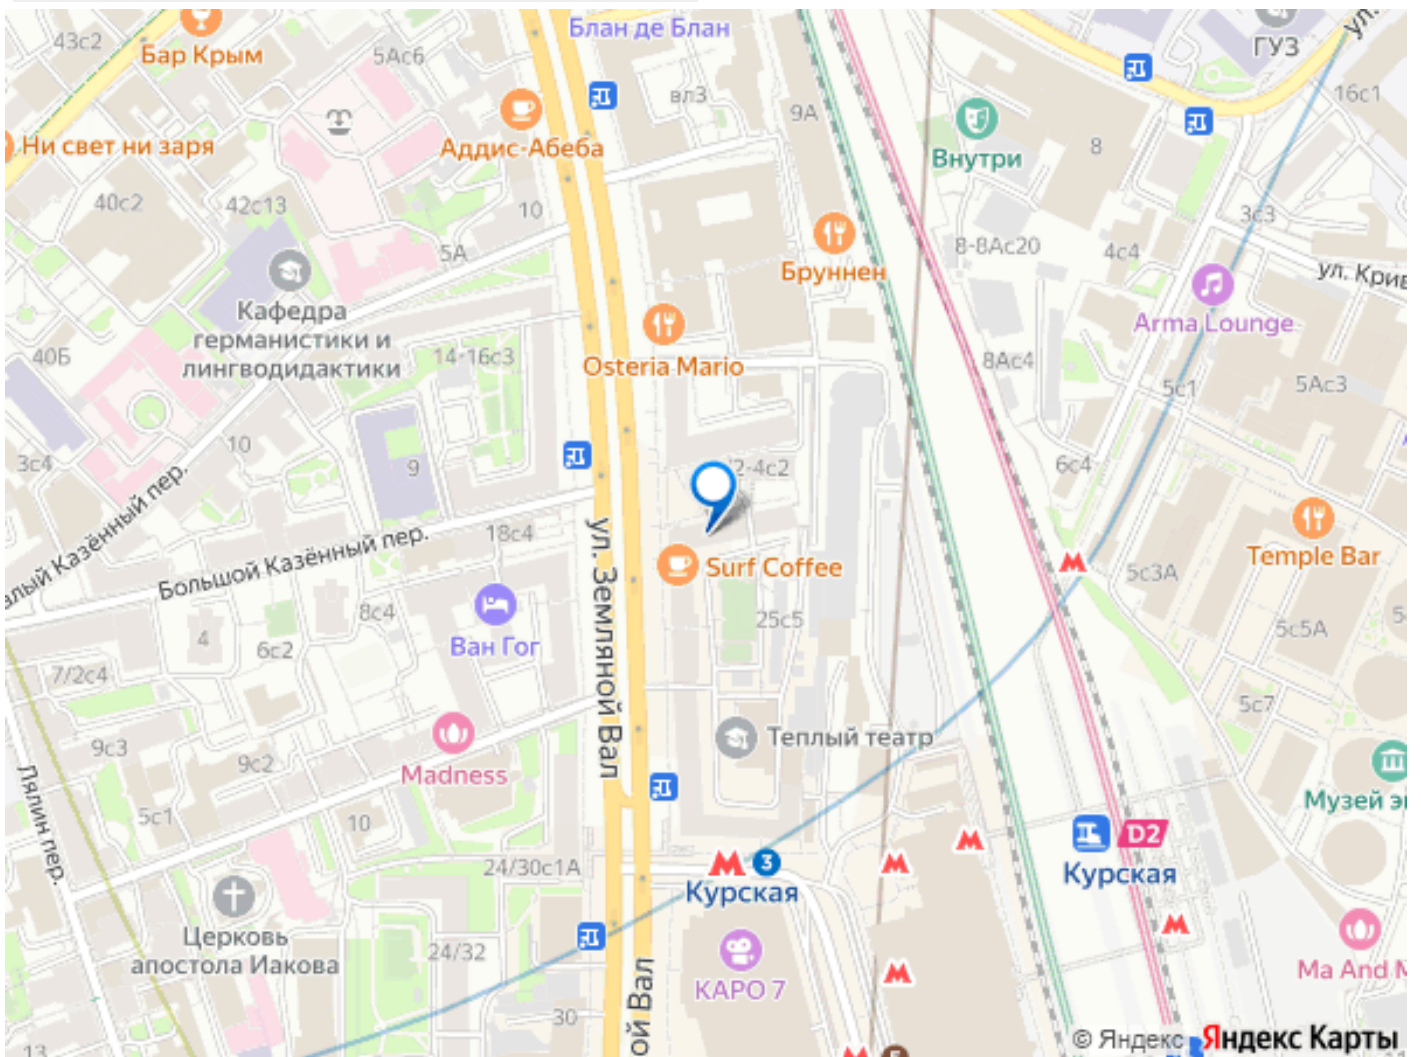 43с2
Бар Крым
5Ас6
Блан де Блан
ГУЗ
ул.
вл3
9А
16с1
Ни свет ни заря
Аддис-Абеба
Внутри
8
40с2
42с13
10
5А
3с3
8-8Ас20
4с4
Бруннен
ул. Крив
Кафедра
германистики и
лингводидактики
Arma Lounge
40Б
14-16с3
Osteria Mario
8Ас4
5с1
5Ас3
10
9
3с4
2-4с2
6с4
алый Казённый пер.
Большой Казённый пер.
18с4
ул. Земляной Вал
Surf Coffee
Temple Bar
5с3А
8с4
25с5
4
6с2
Ван Гог
5с5А
7/2с4
5с7
9с3
9с2
Теплый театр
Madness
Музей э
Лялин пер.
5с1
10
24/30с1А
3
Курская
D2
Курская
Церковь
апостола Иакова
24/32
КАРО 7
Ma And M
30
ой Вал
13
© Яндекс
Яндекс Карты